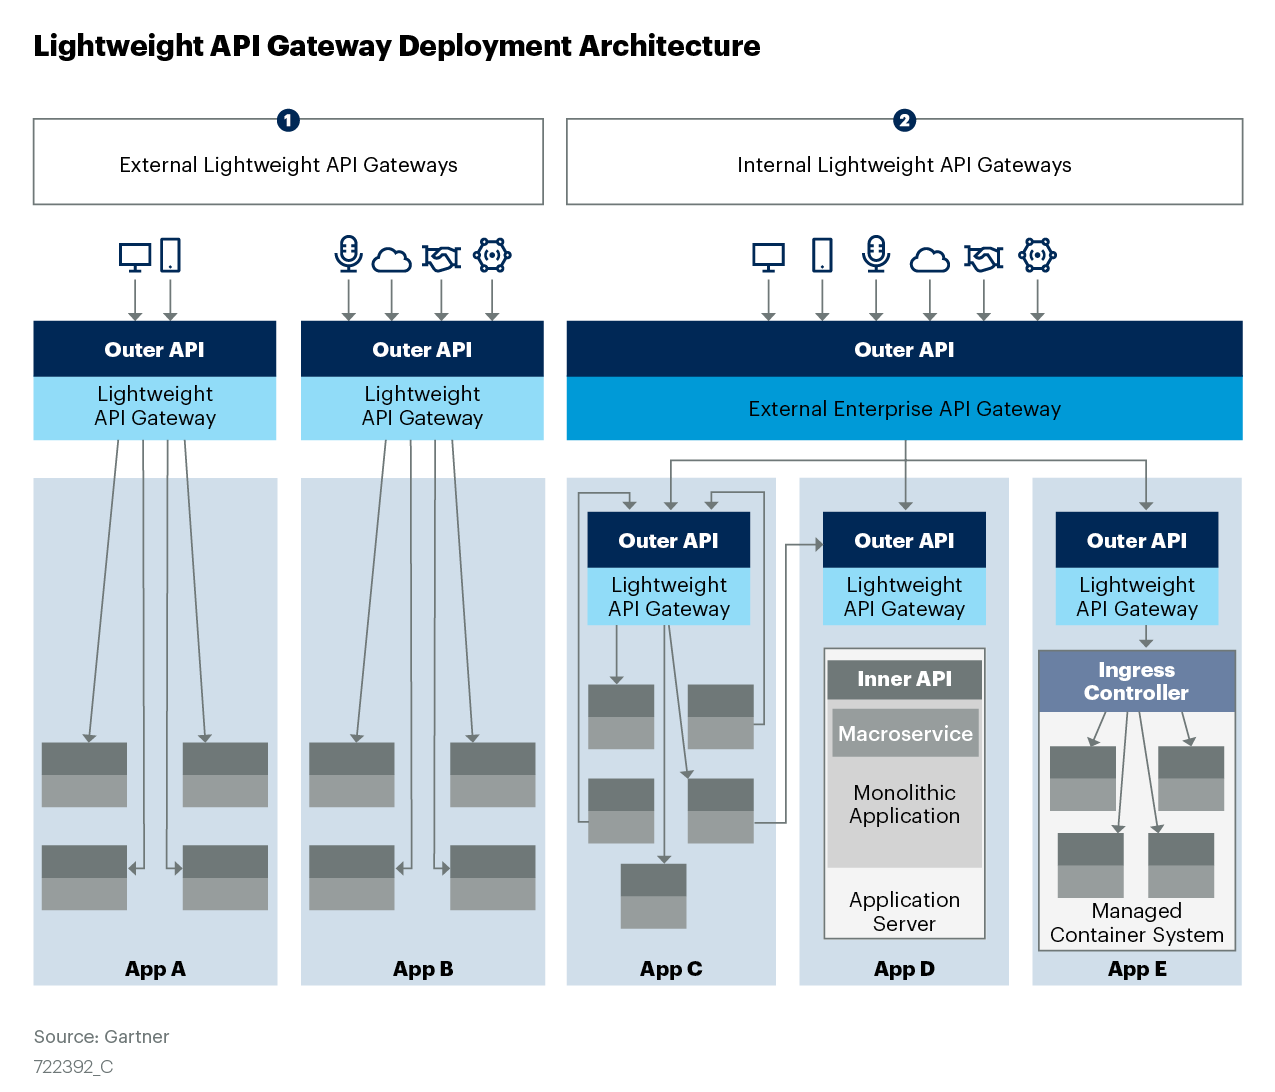 Lightweight API Gateway Deployment Architecture
1
External Lightweight API Gateways
2
Internal Lightweight API Gateways
Outer API
Lightweight
API Gateway
Outer API
Lightweight
API Gateway
Outer API
External Enterprise API Gateway
Outer API
Lightweight
API Gateway
Outer API
Lightweight
API Gateway
Outer API
Lightweight
API Gateway
Inner API
Macroservice
Monolithic
Application
Application
Server
Ingress
Controller
Managed
Container System
App A
App B
App C
App D
App E
Source: Gartner
722392_C